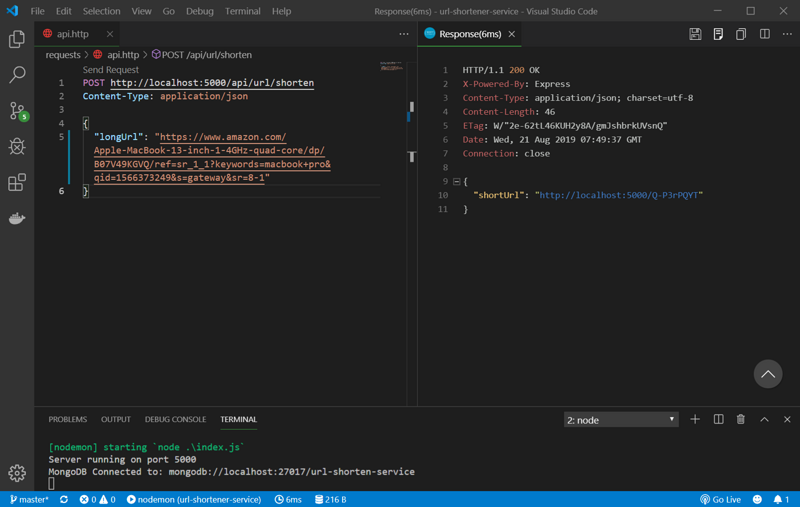 File Edit Selection View Go Debug Terminal Help
Response(6ms) - url-shortener-service - Visual Studio Code
api.http
requests > api.http > POST /api/url/shorten
Send Request
1 POST http://localhost:5000/api/url/shorten
2 Content-Type: application/json
3
4 {
5 "longUrl": "https://www.amazon.com/
Apple-MacBook-13-inch-1-4GHz-quad-core/dp/
B07V49KGVQ/ref=sr_1_1?keywords=macbook+pro&
qid=1566373249&s=gateway&sr=8-1"
6 }
Response(6ms)
1 HTTP/1.1 200 OK
2 X-Powered-By: Express
3 Content-Type: application/json; charset=utf-8
4 Content-Length: 46
5 ETag: W/"2e-62tL46KUH2y8A/gmJshbrkUVsnQ"
6 Date: Wed, 21 Aug 2019 07:49:37 GMT
7 Connection: close
8
9 {
10 "shortUrl": "http://localhost:5000/Q-P3rPQYT"
11 }
PROBLEMS OUTPUT DEBUG CONSOLE TERMINAL
2: node
[nodemon] starting `node .\index.js`
Server running on port 5000
MongoDB Connected to: mongodb://localhost:27017/url-shorten-service
5
master* 0 0 nodemon (url-shortener-service) 6ms 216 B Go Live 1